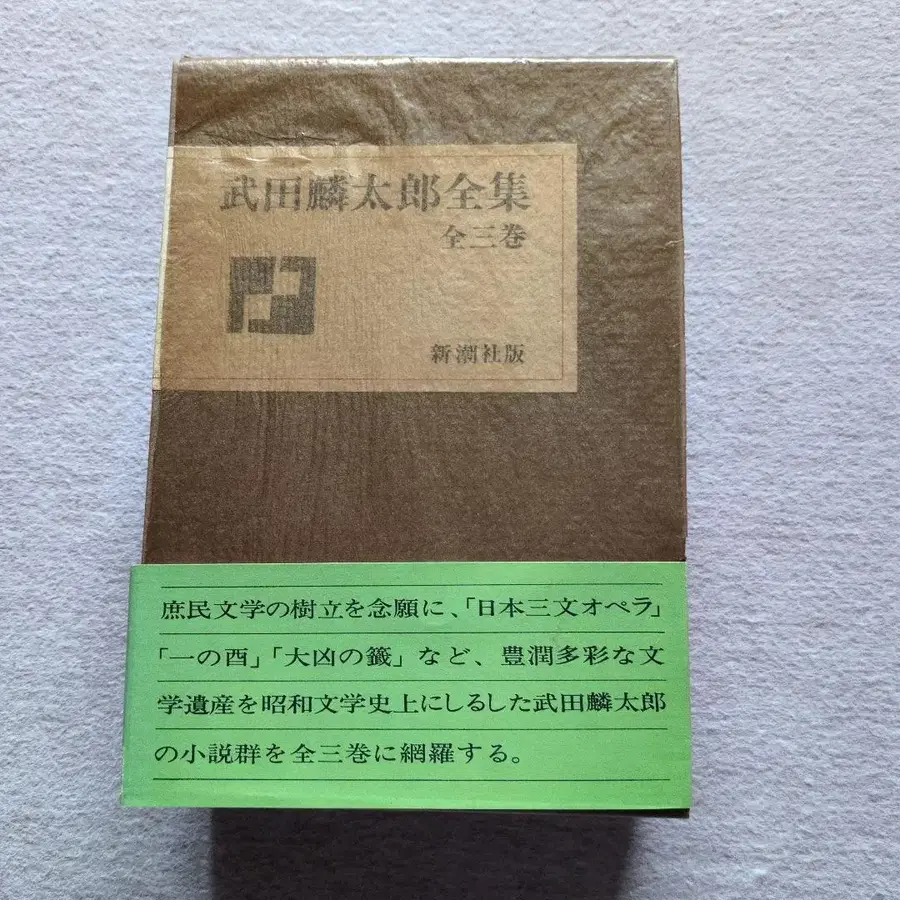 武田麟太郎全集
全三巻
新潮社版
庶民文学の樹立を念願に、「日本三文オペラ」
「一の酉」「大凶の籤」など、豊潤多彩な文
学遺産を昭和文学史上にしるした武田麟太郎
の小説群を全三巻に網羅する。